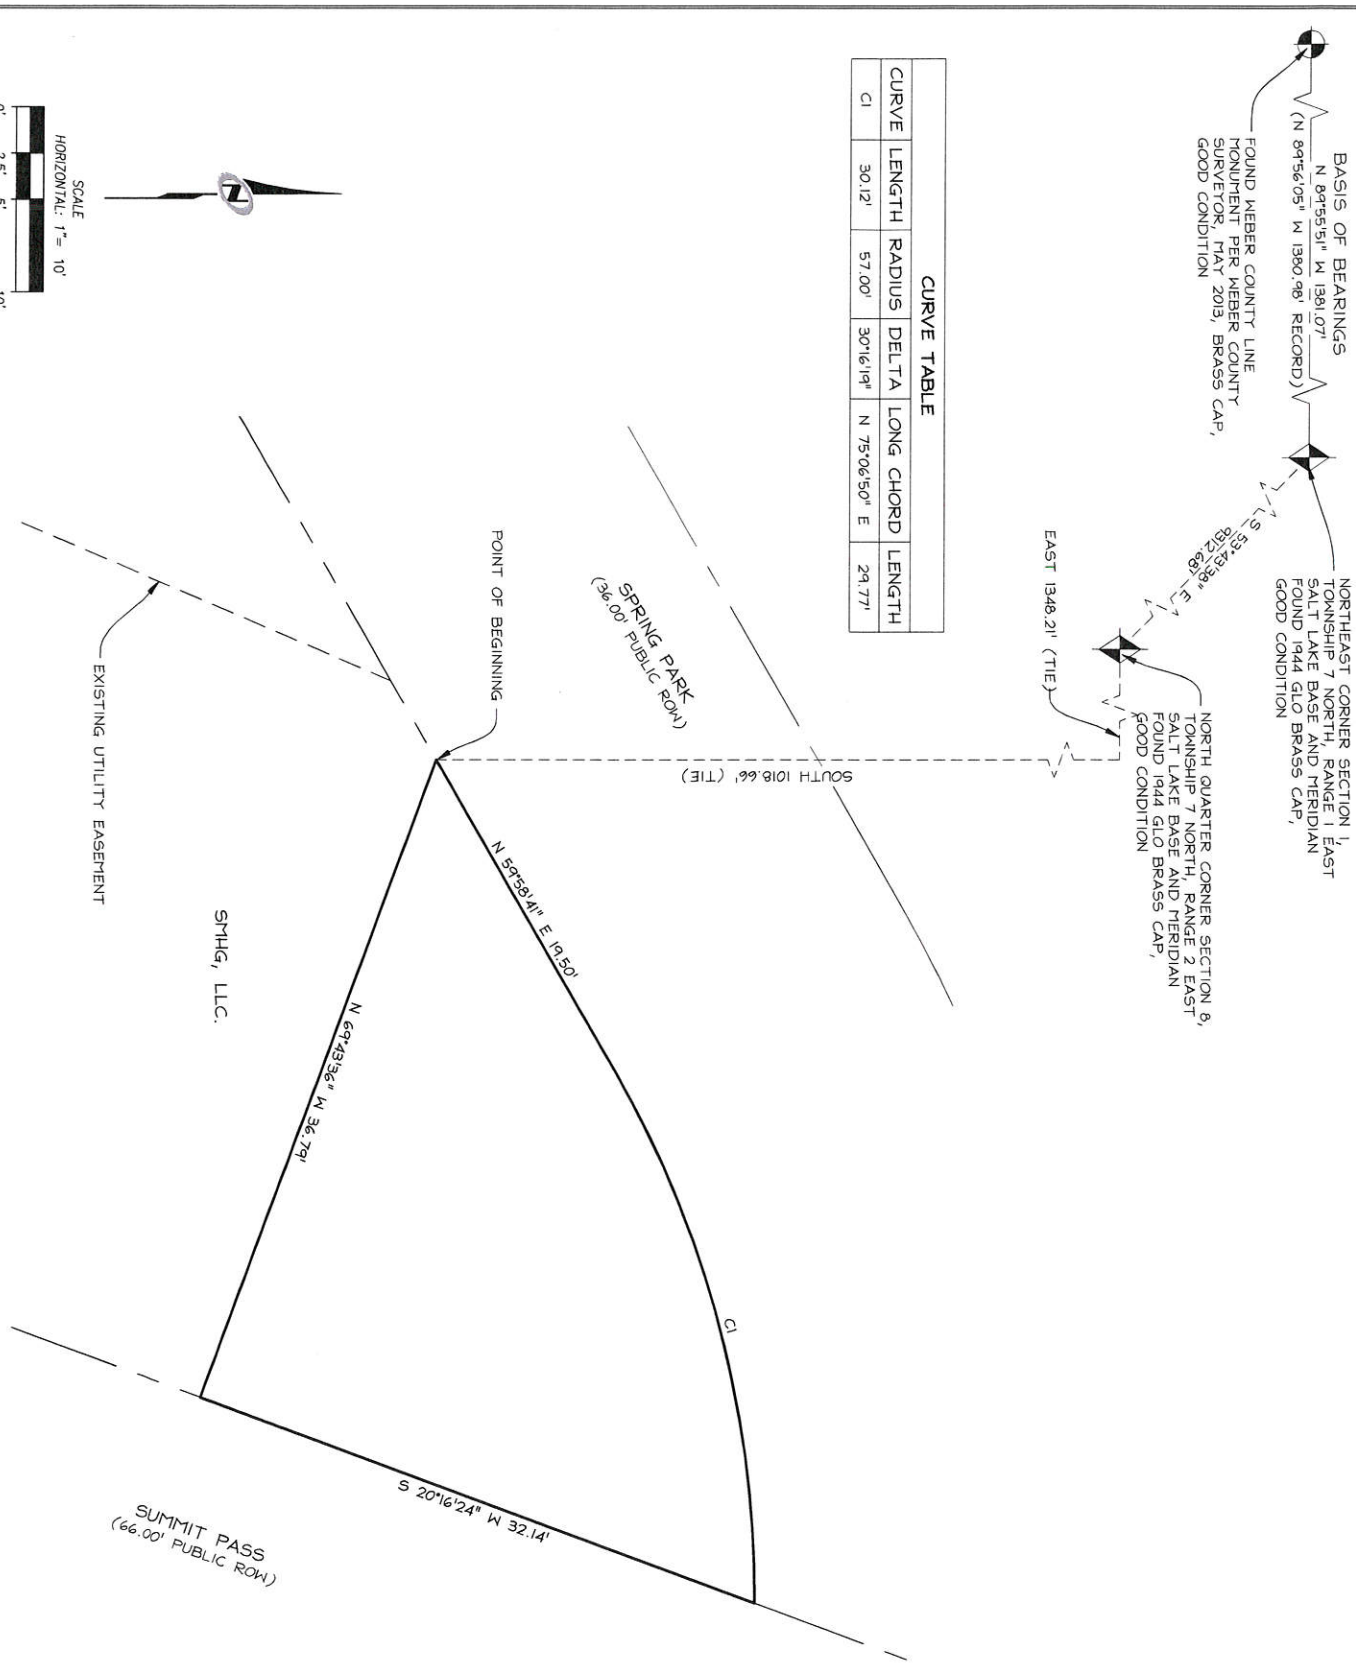 BASIS OF BEARINGS
N 89°55'51" W 1381.07'
(N 89°56'05" W 1380.98' RECORD)
FOUND WEBER COUNTY LINE
MONUMENT PER WEBER COUNTY
SURVEYOR, MAY 2013, BRASS CAP,
GOOD CONDITION
NORTHEAST CORNER SECTION 1,
TOWNSHIP 7 NORTH, RANGE 1 EAST
SALT LAKE BASE AND MERIDIAN
FOUND 1944 GLO BRASS CAP,
GOOD CONDITION
S 53°43'38" E
9312.68'
NORTH QUARTER CORNER SECTION 8,
TOWNSHIP 7 NORTH, RANGE 2 EAST
SALT LAKE BASE AND MERIDIAN
FOUND 1944 GLO BRASS CAP,
GOOD CONDITION
EAST 1348.21' (TIE)
SOUTH 1018.66' (TIE)
CURVE TABLE
CURVE LENGTH RADIUS DELTA LONG CHORD LENGTH
C1 30.12' 57.00' 30°16'19" N 75°06'50" E 29.77'
SPRING PARK
(36.00' PUBLIC ROW)
POINT OF BEGINNING
N 59°58'41" E 19.50'
C1
N 69°43'36" W 36.79'
S 20°16'24" W 32.14'
SMHG, LLC.
EXISTING UTILITY EASEMENT
SUMMIT PASS
(66.00' PUBLIC ROW)
N
SCALE
HORIZONTAL: 1"= 10'
0' 2.5' 5' 10'